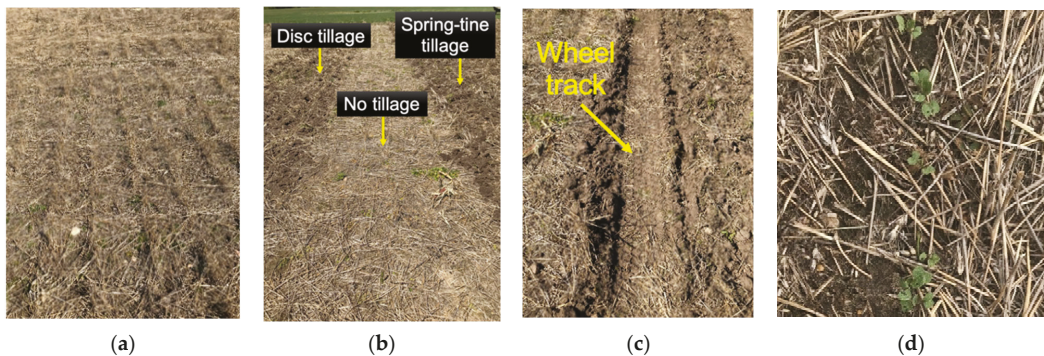 Disc tillage
Spring-tine
tillage
No tillage
Wheel
track
(a)
(b)
(c)
(d)